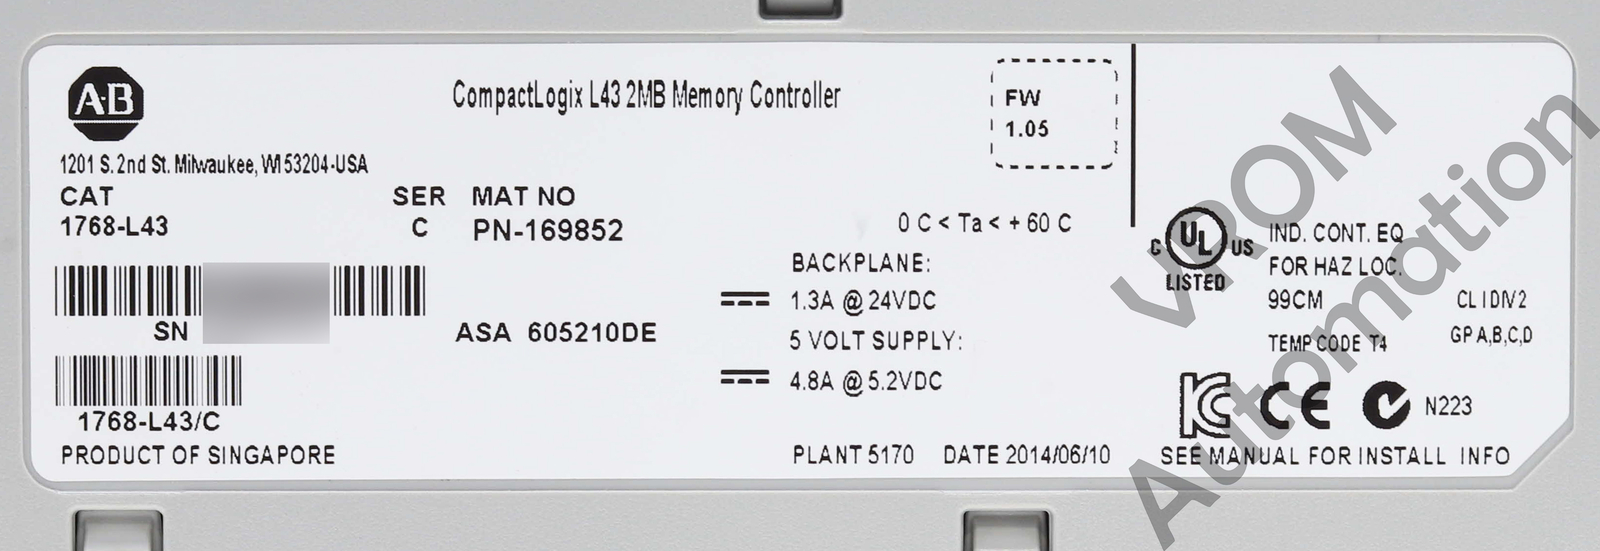 A-B
CompactLogix L43 2MB Memory Controller
FW
1.05
1201 S. 2nd St. Milwaukee, WI 53204-USA
CAT SER MAT NO
1768-L43 C PN-169852
0 C < Ta < + 60 C
BACKPLANE:
1.3A @ 24VDC
SN
ASA 605210DE
5 VOLT SUPPLY:
4.8A @ 5.2VDC
1768-L43/C
PRODUCT OF SINGAPORE
PLANT 5170 DATE 2014/06/10
C UL US
LISTED
IND. CONT. EQ
FOR HAZ LOC.
99CM CL I DIV 2
TEMP CODE T4 GP A,B,C,D
KC CE N223
SEE MANUAL FOR INSTALL INFO
VROM
Automation